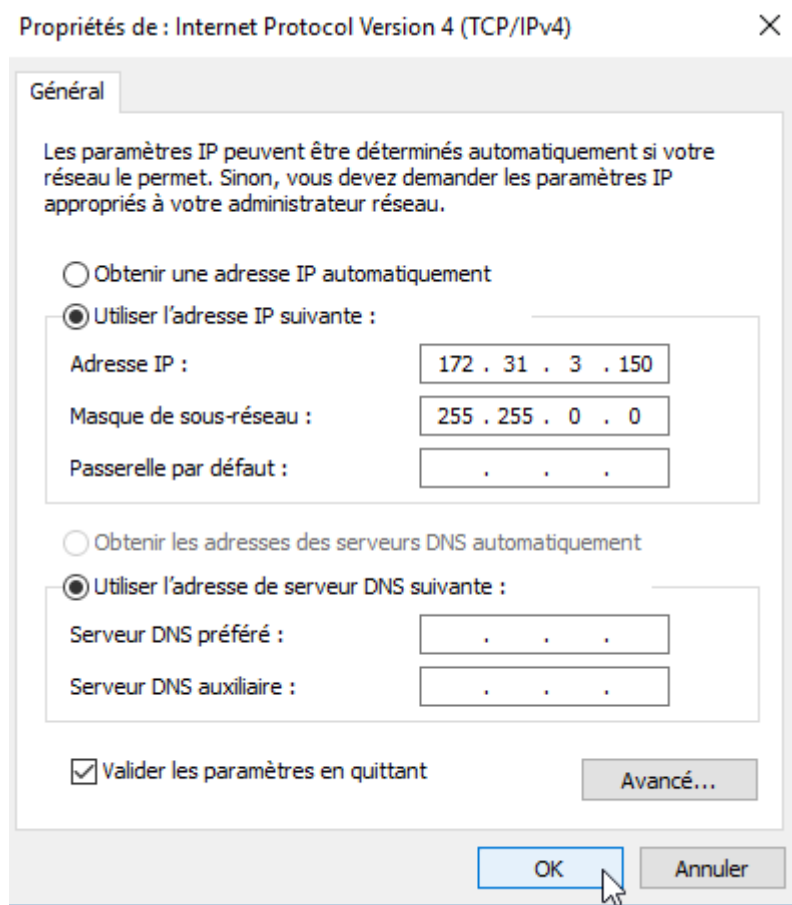 Propriétés de : Internet Protocol Version 4 (TCP/IPv4)
Général
Les paramètres IP peuvent être déterminés automatiquement si votre
réseau le permet. Sinon, vous devez demander les paramètres IP
appropriés à votre administrateur réseau.
Obtenir une adresse IP automatiquement
Utiliser l'adresse IP suivante :
Adresse IP : 172 . 31 . 3 . 150
Masque de sous-réseau : 255 . 255 . 0 . 0
Passerelle par défaut : . . .
Obtenir les adresses des serveurs DNS automatiquement
Utiliser l'adresse de serveur DNS suivante :
Serveur DNS préféré : . . .
Serveur DNS auxiliaire : . . .
Valider les paramètres en quittant
Avancé...
OK Annuler